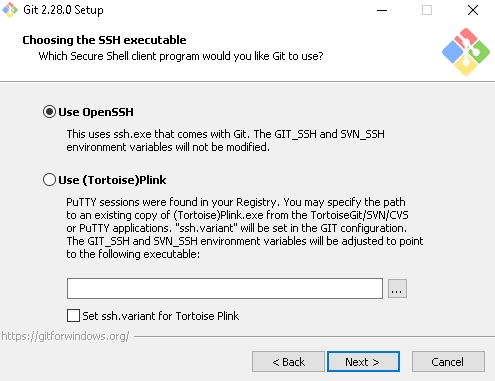 Git 2.28.0 Setup
Choosing the SSH executable
Which Secure Shell client program would you like Git to use?
Use OpenSSH
This uses ssh.exe that comes with Git. The GIT_SSH and SVN_SSH
environment variables will not be modified.
Use (Tortoise)Plink
PuTTY sessions were found in your Registry. You may specify the path
to an existing copy of (Tortoise)Plink.exe from the TortoiseGit/SVN/CVS
or PuTTY applications. "ssh.variant" will be set in the GIT configuration.
The GIT_SSH and SVN_SSH environment variables will be adjusted to point
to the following executable:
...
Set ssh.variant for Tortoise Plink
https://gitforwindows.org/
< Back Next > Cancel